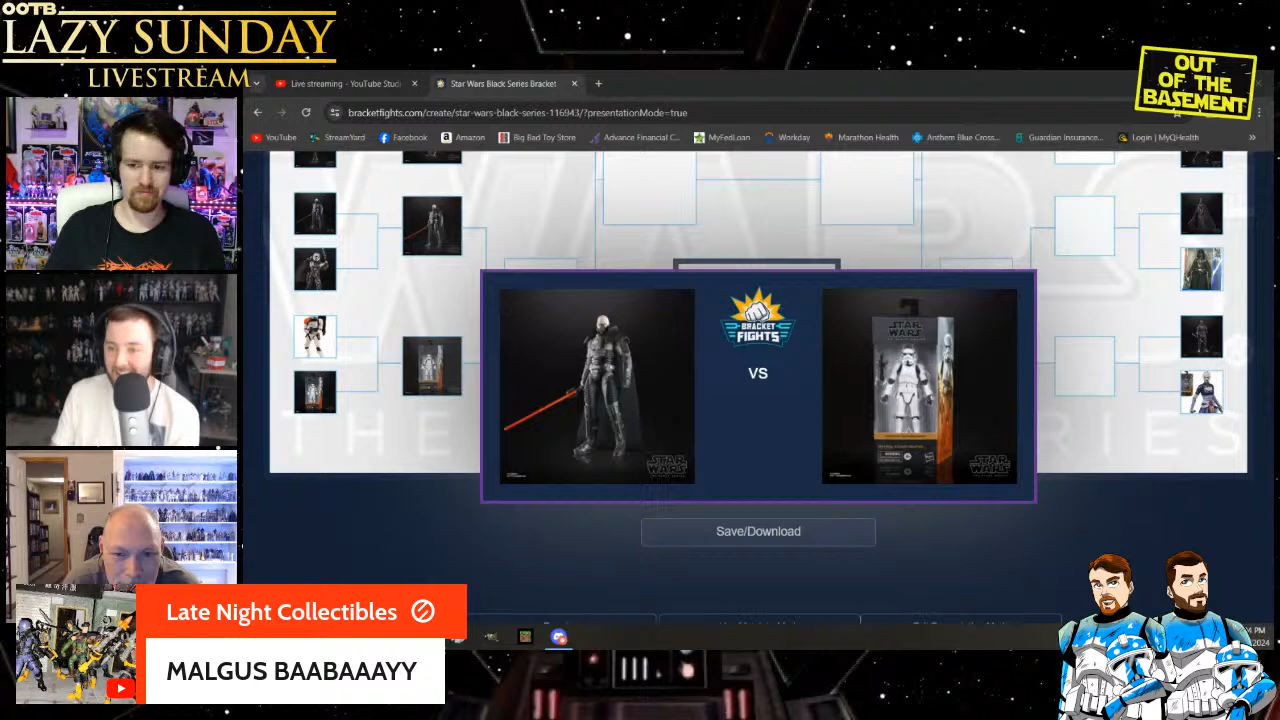 OOTB
LAZY SUNDAY
LIVESTREAM
OUT
OF THE
BASEMENT
Live streaming - YouTube Studi
Star Wars Black Series Bracket
bracketfights.com/create/star-wars-black-series-116943/?presentationMode=true
YouTube
StreamYard
Facebook
Amazon
Big Bad Toy Store
Advance Financial C...
MyFedLoan
Workday
Marathon Health
Anthem Blue Cross...
Guardian Insurance...
Login | MyQHealth
BRACKET
FIGHTS
VS
STAR
WARS
STAR
WARS
STAR
WARS
Save/Download
Late Night Collectibles
MALGUS BAABAAAYY